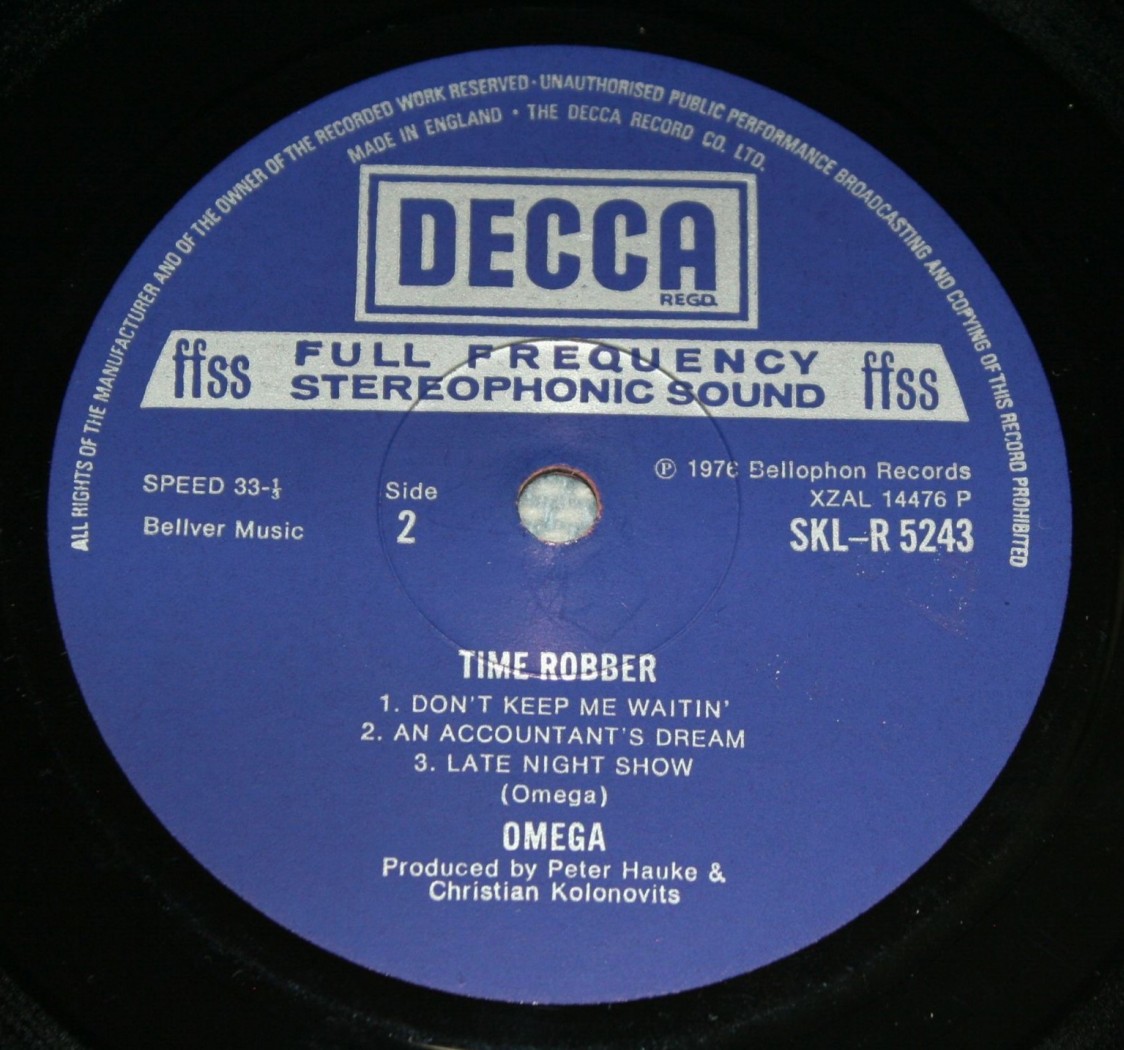 ALL RIGHTS OF THE MANUFACTURER AND OF THE OWNER OF THE RECORDED WORK RESERVED · UNAUTHORISED PUBLIC PERFORMANCE BROADCASTING AND COPYING OF THIS RECORD PROHIBITED
MADE IN ENGLAND · THE DECCA RECORD CO. LTD.
DECCA
REGD.
ffss FULL FREQUENCY ffss
STEREOPHONIC SOUND
SPEED 33-⅓
Bellver Music
Side
2
℗ 1976 Bellophon Records
XZAL 14476 P
SKL–R 5243
TIME ROBBER
1. DON'T KEEP ME WAITIN'
2. AN ACCOUNTANT'S DREAM
3. LATE NIGHT SHOW
(Omega)
OMEGA
Produced by Peter Hauke &
Christian Kolonovits